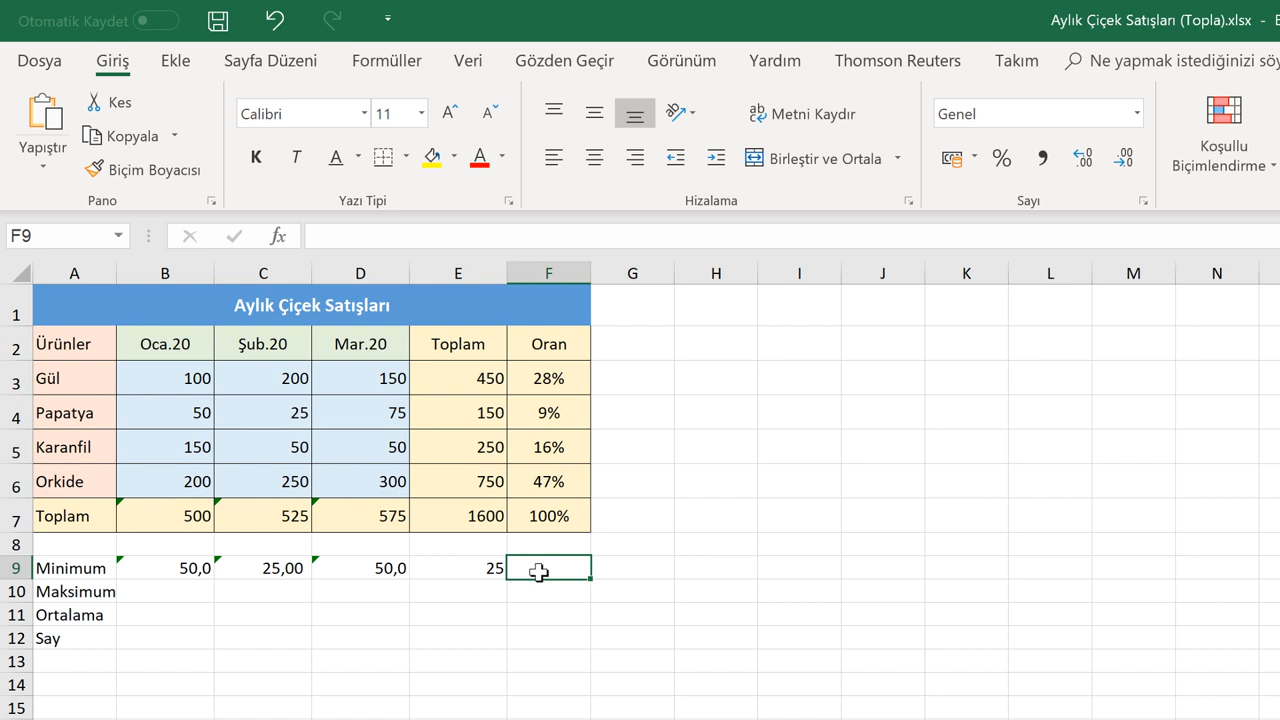 Otomatik Kaydet
Aylık Çiçek Satışları (Topla).xlsx - E
Dosya Giriş Ekle Sayfa Düzeni Formüller Veri Gözden Geçir Görünüm Yardım Thomson Reuters Takım Ne yapmak istediğinizi söy
Yapıştır
Kes
Kopyala
Biçim Boyacısı
Calibri 11
K T A A
ab Metni Kaydır
Birleştir ve Ortala
Genel
Koşullu
Biçimlendirme
Pano Yazı Tipi Hizalama Sayı
F9 fx
A B C D E F G H I J K L M N
1 Aylık Çiçek Satışları
2 Ürünler Oca.20 Şub.20 Mar.20 Toplam Oran
3 Gül 100 200 150 450 28%
4 Papatya 50 25 75 150 9%
5 Karanfil 150 50 50 250 16%
6 Orkide 200 250 300 750 47%
7 Toplam 500 525 575 1600 100%
8
9 Minimum 50,0 25,00 50,0 25
10 Maksimum
11 Ortalama
12 Say
13
14
15